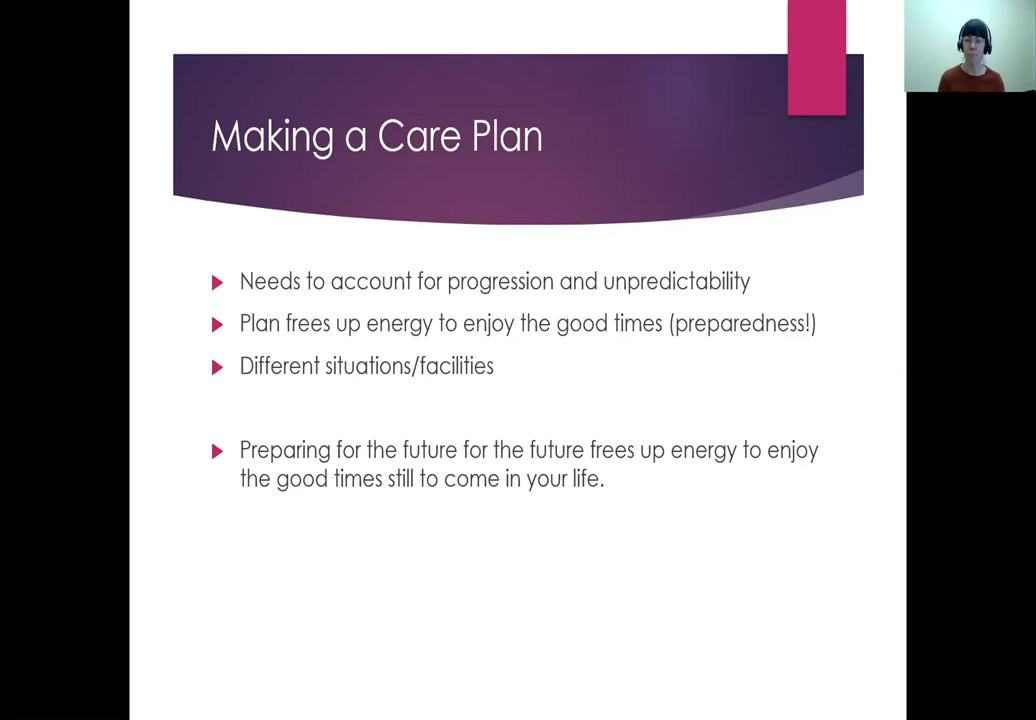 Making a Care Plan
Needs to account for progression and unpredictability
Plan frees up energy to enjoy the good times (preparedness!)
Different situations/facilities
Preparing for the future for the future frees up energy to enjoy
the good times still to come in your life.